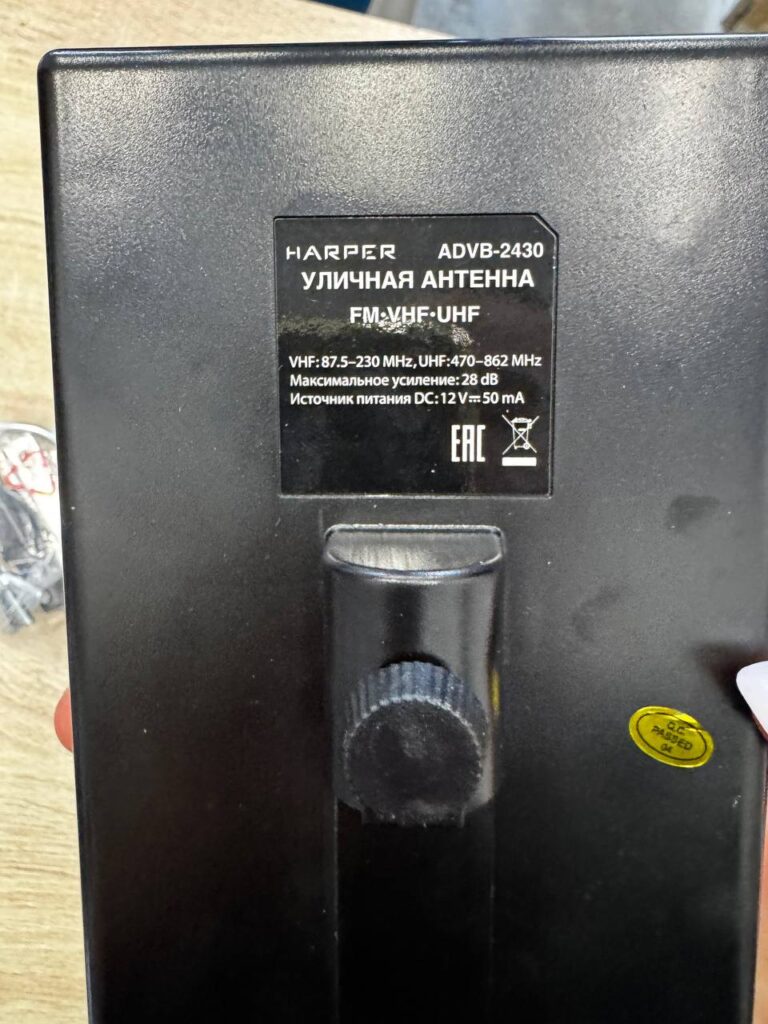 HARPER ADVB-2430
УЛИЧНАЯ АНТЕННА
FM·VHF·UHF
VHF: 87.5–230 MHz, UHF: 470–862 MHz
Максимальное усиление: 28 dB
Источник питания DC: 12 V⎓50 mA
EAC
Q.C.
PASSED
04